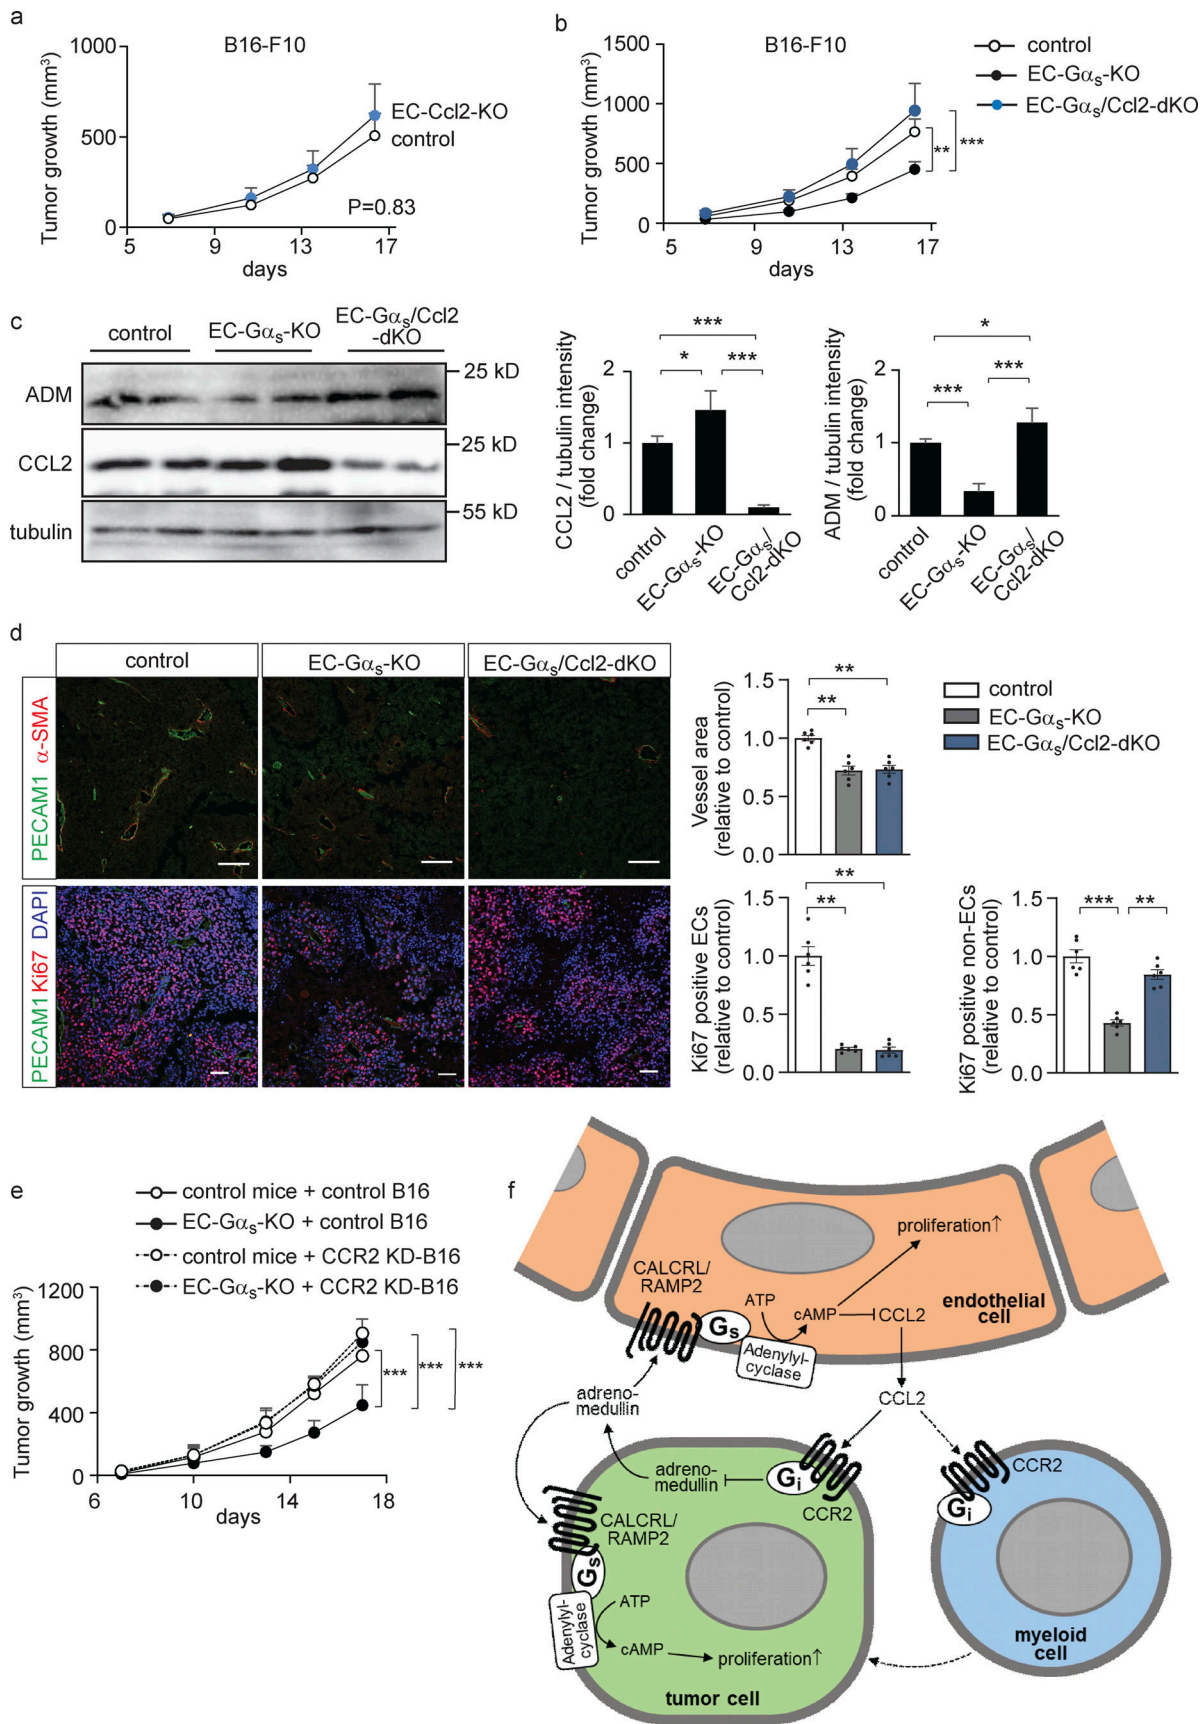 a
B16-F10
Tumor growth (mm³)
1000
500
0
EC-Ccl2-KO
control
P=0.83
5 9 13 17
days
b
B16-F10
Tumor growth (mm³)
1500
1000
500
0
5 9 13 17
days
control
EC-Gαs-KO
EC-Gαs/Ccl2-dKO
** ***
c
control
EC-Gαs-KO
EC-Gαs/Ccl2
-dKO
ADM
25 kD
CCL2
25 kD
tubulin
55 kD
CCL2 / tubulin intensity
(fold change)
2
1
0
***
* ***
control
EC-Gαs-KO
EC-Gαs/
Ccl2-dKO
ADM / tubulin intensity
(fold change)
2
1
0
*
*** ***
control
EC-Gαs-KO
EC-Gαs/
Ccl2-dKO
d
control
EC-Gαs-KO
EC-Gαs/Ccl2-dKO
PECAM1 α-SMA
PECAM1 Ki67 DAPI
Vessel area
(relative to control)
1.5
1.0
0.5
0.0
**
**
control
EC-Gαs-KO
EC-Gαs/Ccl2-dKO
Ki67 positive ECs
(relative to control)
1.5
1.0
0.5
0.0
**
**
Ki67 positive non-ECs
(relative to control)
1.5
1.0
0.5
0.0
*** **
e
control mice + control B16
EC-Gαs-KO + control B16
control mice + CCR2 KD-B16
EC-Gαs-KO + CCR2 KD-B16
Tumor growth (mm³)
1200
800
400
0
*** *** ***
6 10 14 18
days
f
proliferation↑
CALCRL/
RAMP2
Gs
ATP
cAMP
CCL2
Adenylyl-
cyclase
endothelial
cell
adreno-
medullin
CCL2
adreno-
medullin
Gi
CCR2
CCR2
Gi
CALCRL/
RAMP2
Gs
Adenylyl-
cyclase
ATP
cAMP
proliferation↑
tumor cell
myeloid
cell